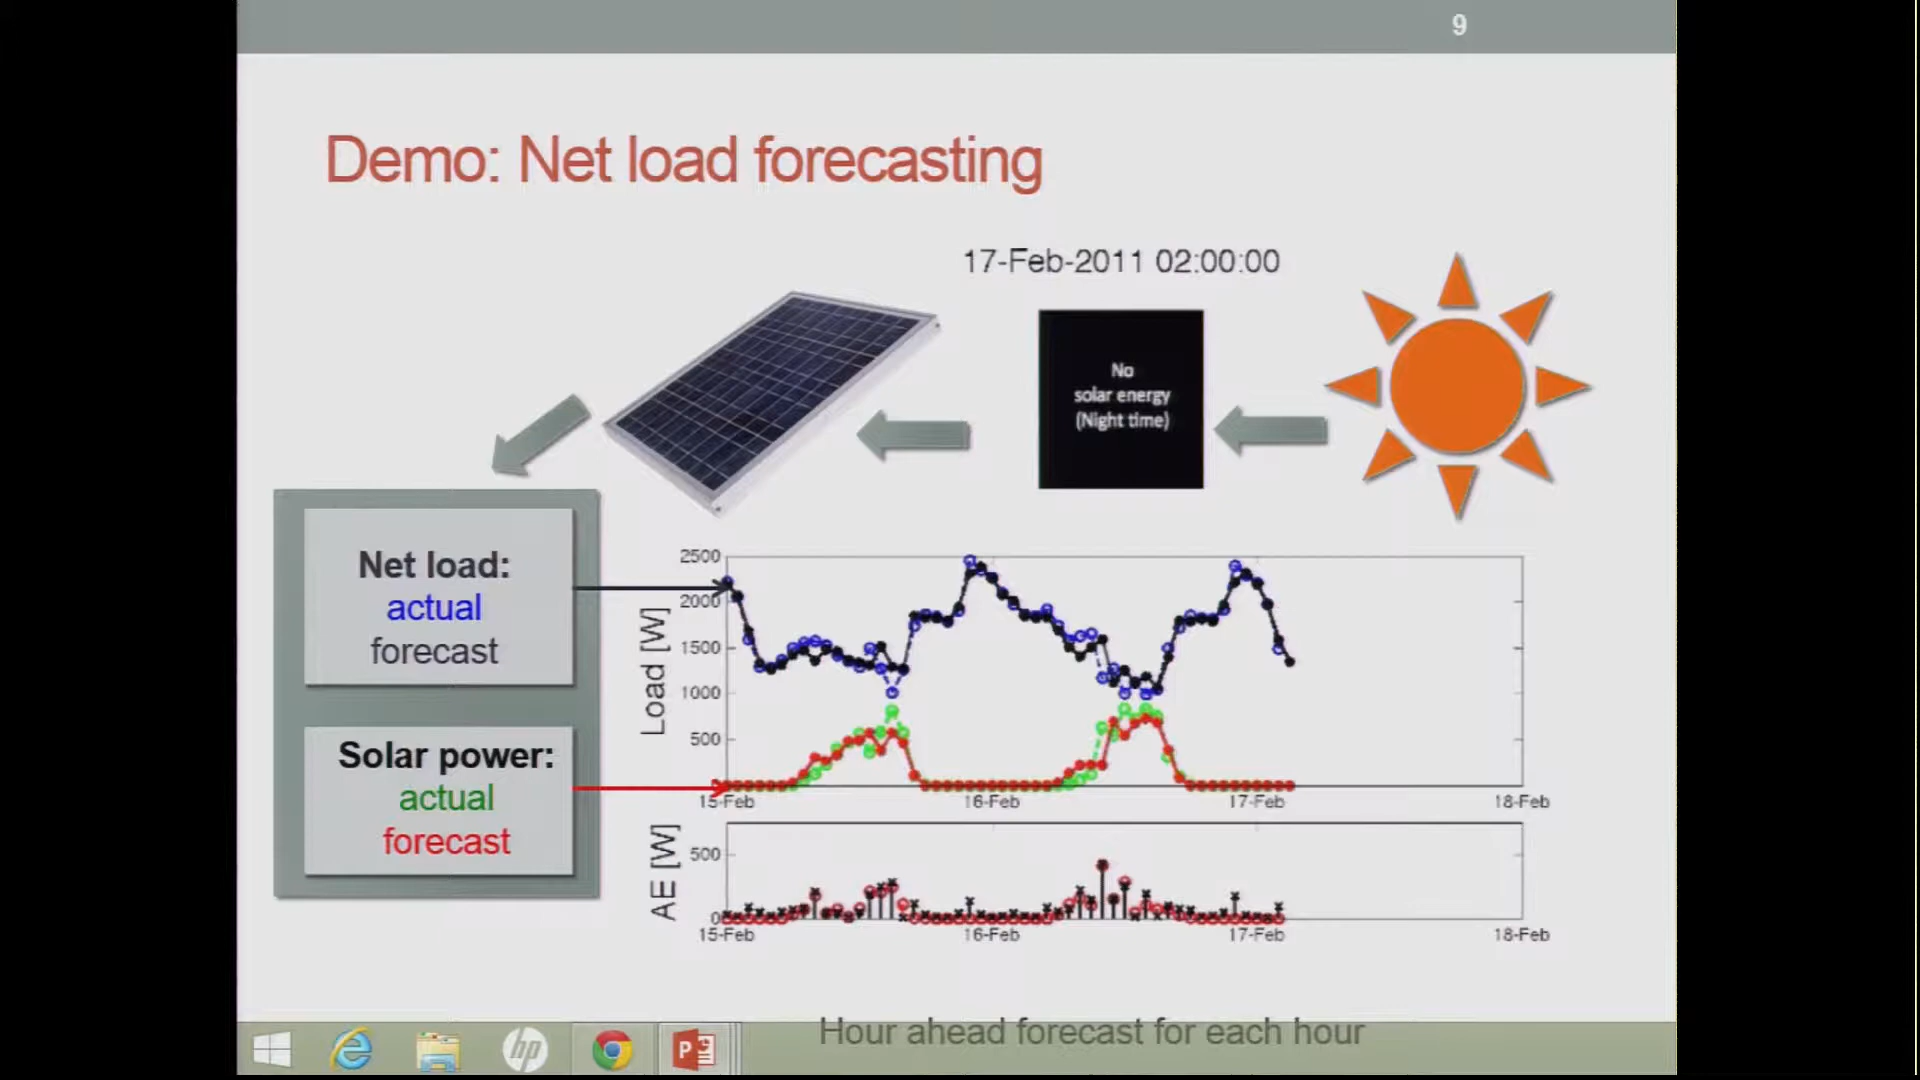 9
Demo: Net load forecasting
17-Feb-2011 02:00:00
No
solar energy
(Night time)
Net load:
actual
forecast
Solar power:
actual
forecast
Load [W]
2500
2000
1500
1000
500
15-Feb
16-Feb
17-Feb
18-Feb
AE [W]
500
0
15-Feb
16-Feb
17-Feb
18-Feb
Hour ahead forecast for each hour
hp
P